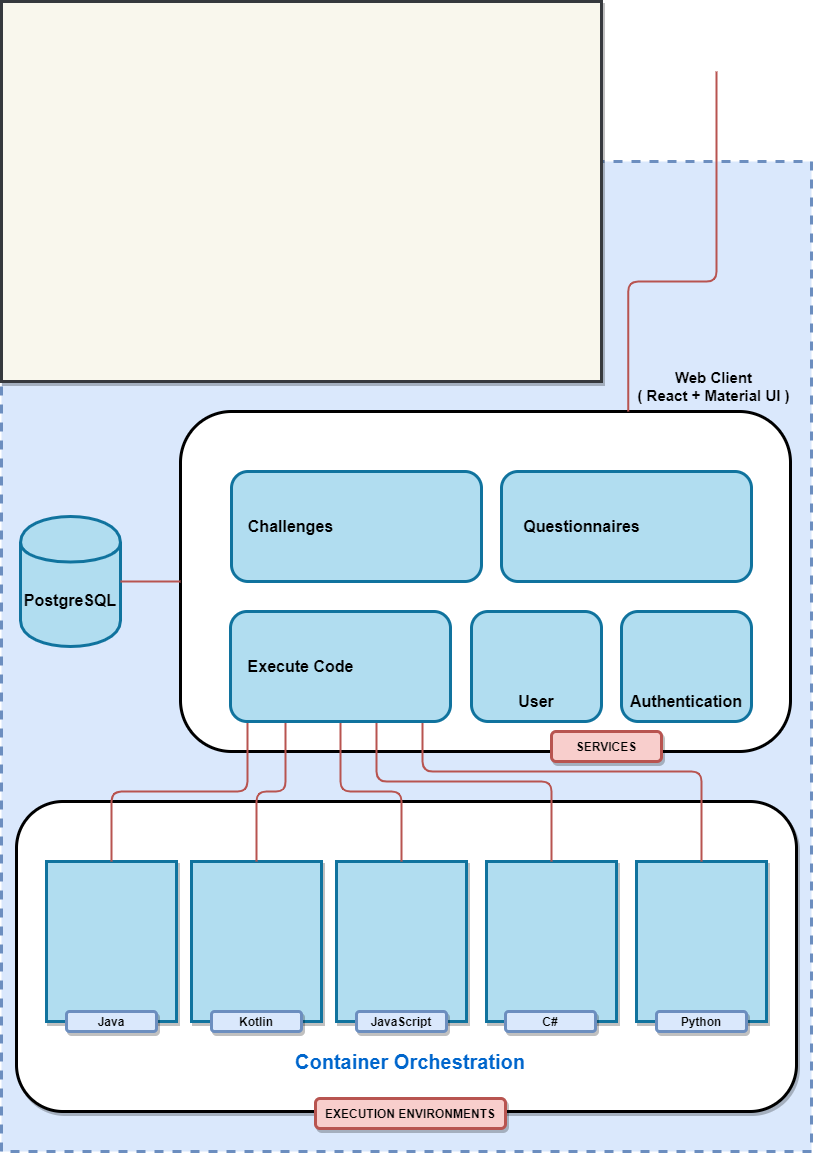 Web Client
( React + Material UI )
Challenges
Questionnaires
PostgreSQL
Execute Code
User
Authentication
SERVICES
Java
Kotlin
JavaScript
C#
Python
Container Orchestration
EXECUTION ENVIRONMENTS